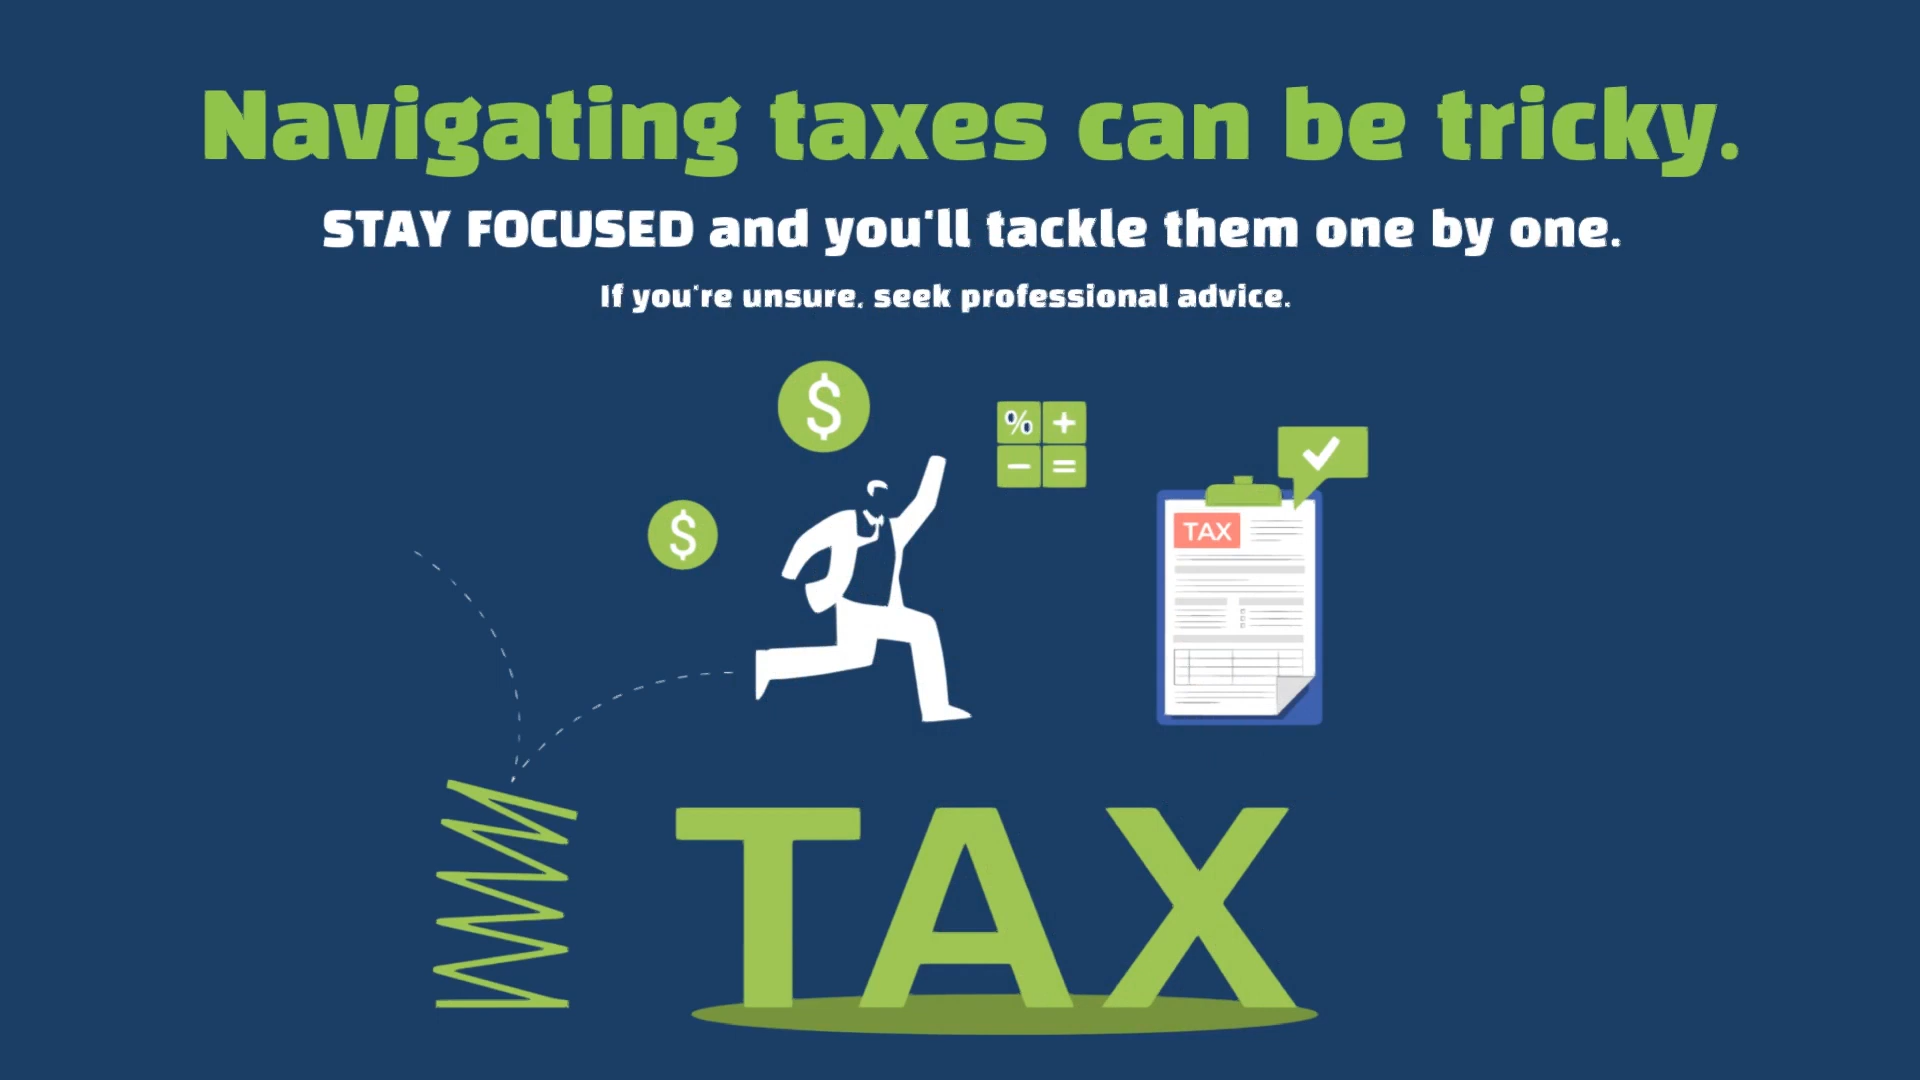 Navigating taxes can be tricky.
STAY FOCUSED and you'll tackle them one by one.
If you're unsure, seek professional advice.
$
$
% +
- =
TAX
TAX